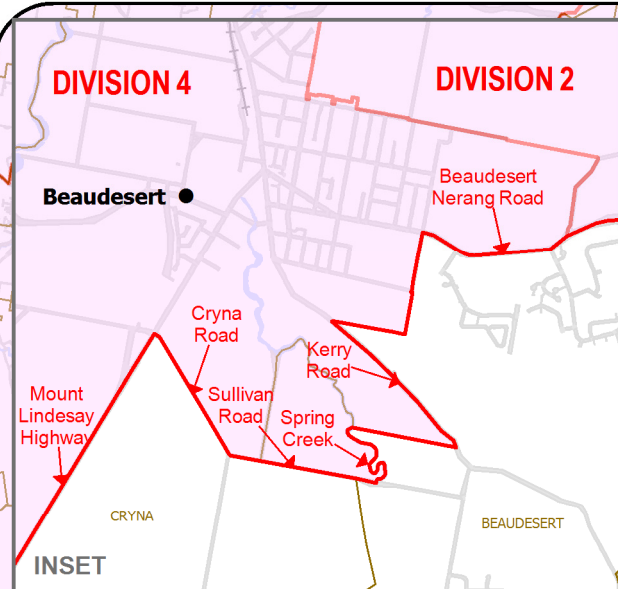 DIVISION 4
DIVISION 2
Beaudesert
Nerang Road
Beaudesert
Cryna
Road
Kerry
Road
Mount
Lindesay
Highway
Sullivan
Road
Spring
Creek
CRYNA
BEAUDESERT
INSET